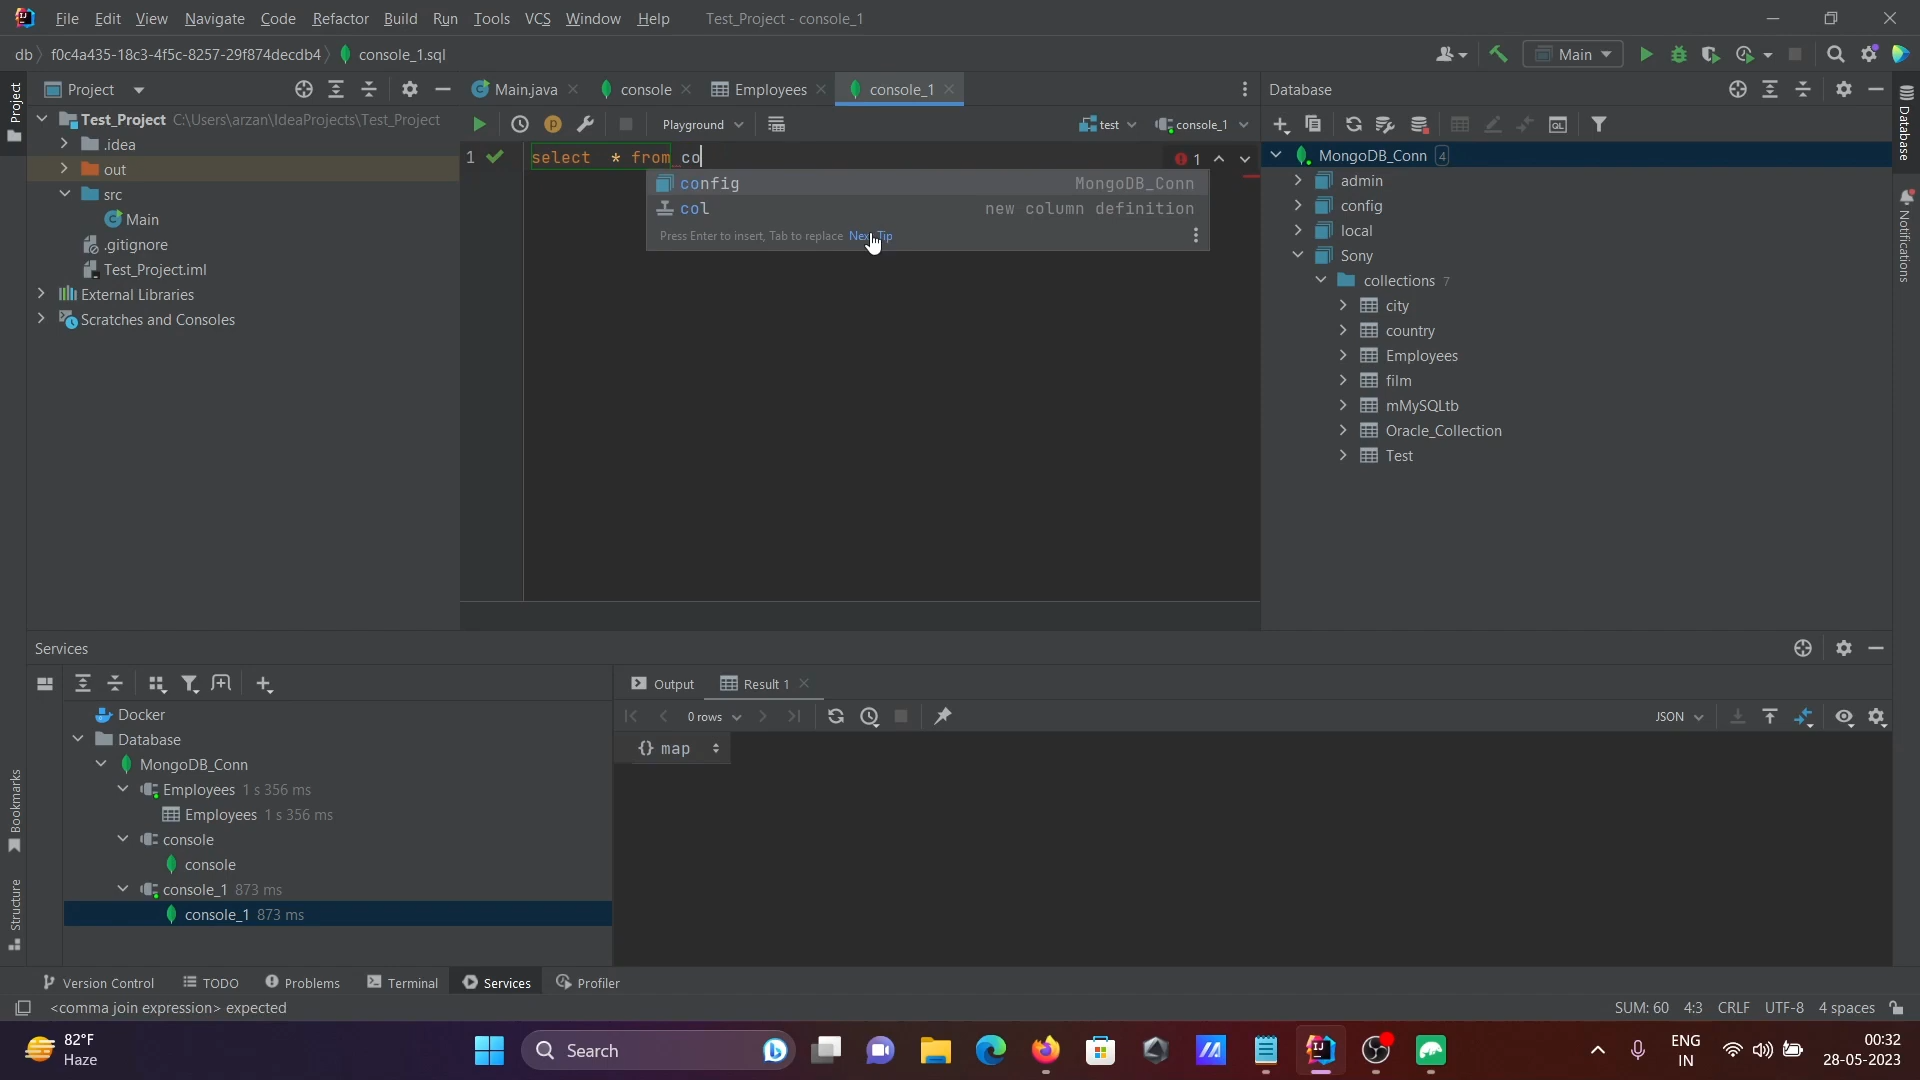 File Edit View Navigate Code Refactor Build Run Tools VCS Window Help Test_Project - console_1
db f0c4a435-18c3-4f5c-8257-29f874decdb4 console_1.sql
Main
Project
Main.java console Employees console_1
Database
Test_Project C:\Users\arzan\IdeaProjects\Test_Project
.idea
out
src
Main
.gitignore
Test_Project.iml
External Libraries
Scratches and Consoles
Playground
test console_1
1 select * from co
1
config MongoDB_Conn
col new column definition
Press Enter to insert, Tab to replace Next Tip
MongoDB_Conn 4
admin
config
local
Sony
collections 7
city
country
Employees
film
mMySQLtb
Oracle_Collection
Test
Project
Bookmarks
Structure
Database
Notifications
Services
Docker
Database
MongoDB_Conn
Employees 1 s 356 ms
Employees 1 s 356 ms
console
console
console_1 873 ms
console_1 873 ms
Output Result 1
0 rows
JSON
{} map
Version Control TODO Problems Terminal Services Profiler
<comma join expression> expected
SUM: 60 4:3 CRLF UTF-8 4 spaces
82°F
Haze
Search
ENG
IN
00:32
28-05-2023